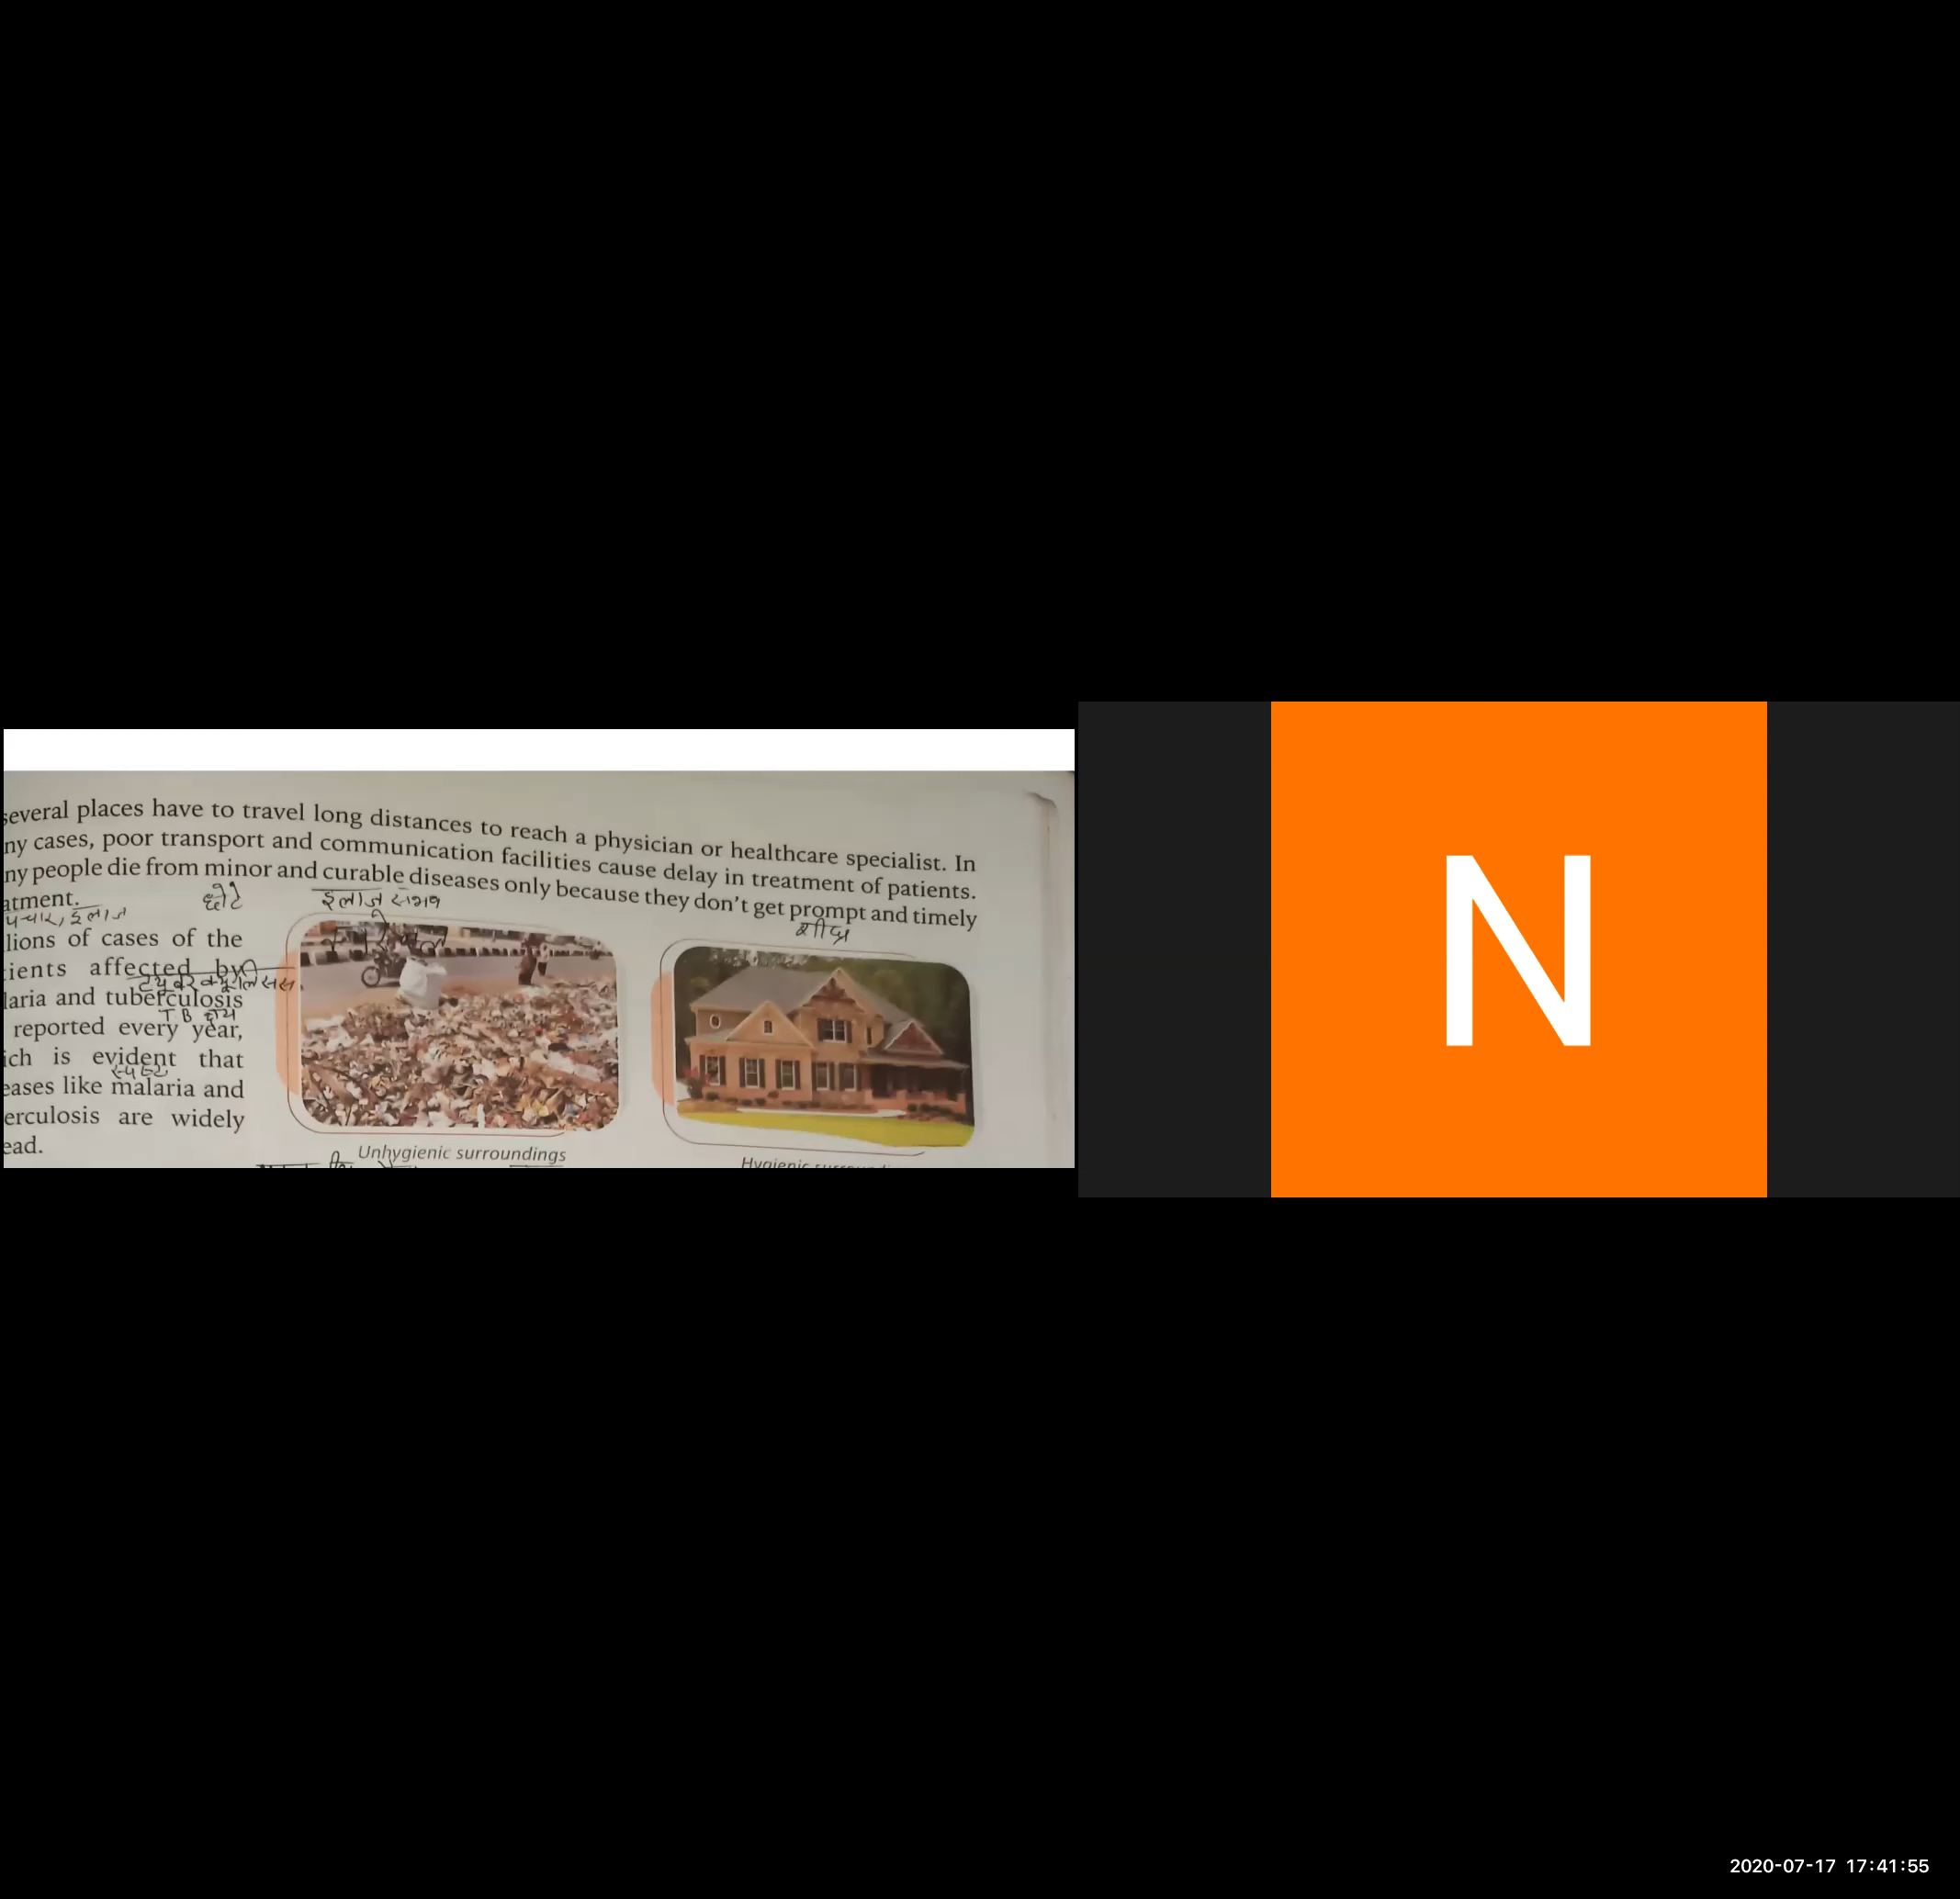 several places have to travel long distances to reach a physician or healthcare specialist. In
ny cases, poor transport and communication facilities cause delay in treatment of patients.
ny people die from minor and curable diseases only because they don't get prompt and timely
atment.
छोटे
इलाज संभव
पचार, इलाज
शीघ्र
lions of cases of the
ients affected by
laria and tuberculosis
TB
reported every year,
ich is evident that
स्पष्ट
eases like malaria and
erculosis are widely
ead.
Unhygienic surroundings
Hygienic
N
2020-07-17 17:41:55